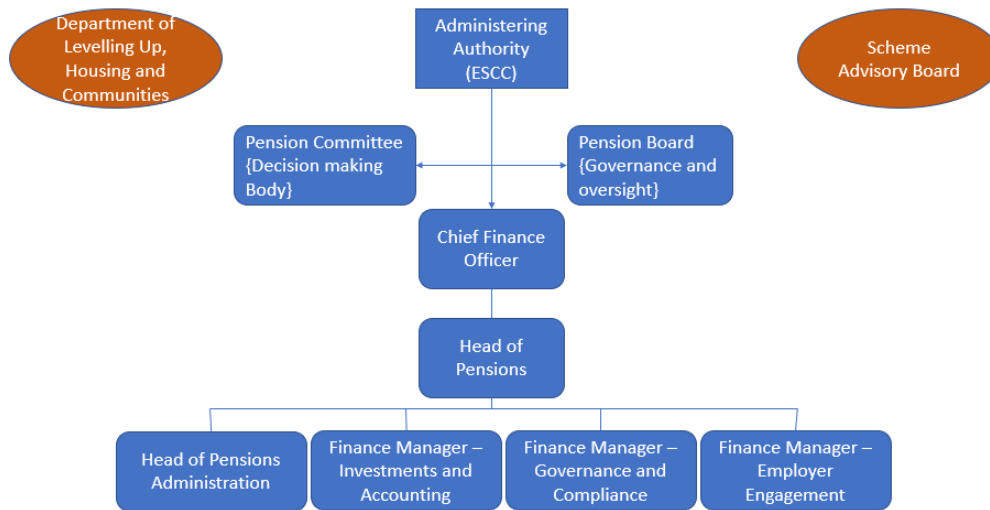 Department of
Levelling Up,
Housing and
Communities
Administering
Authority
(ESCC)
Scheme
Advisory Board
Pension Committee
{Decision making
Body}
Pension Board
{Governance and
oversight}
Chief Finance
Officer
Head of
Pensions
Head of Pensions
Administration
Finance Manager –
Investments and
Accounting
Finance Manager –
Governance and
Compliance
Finance Manager –
Employer
Engagement